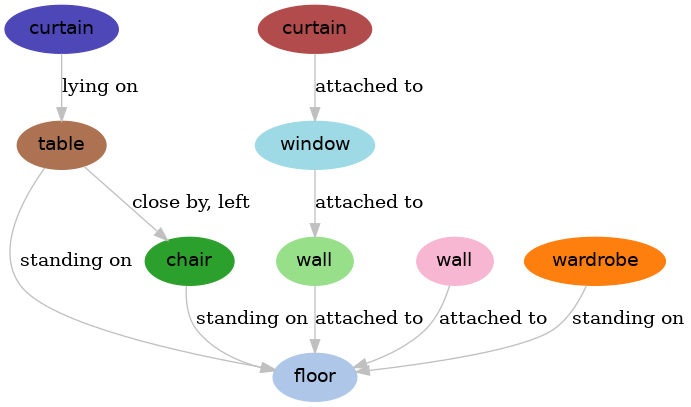 curtain
curtain
lying on
attached to
table
window
close by, left
attached to
standing on
chair
wall
wall
wardrobe
standing on
attached to
attached to
standing on
floor